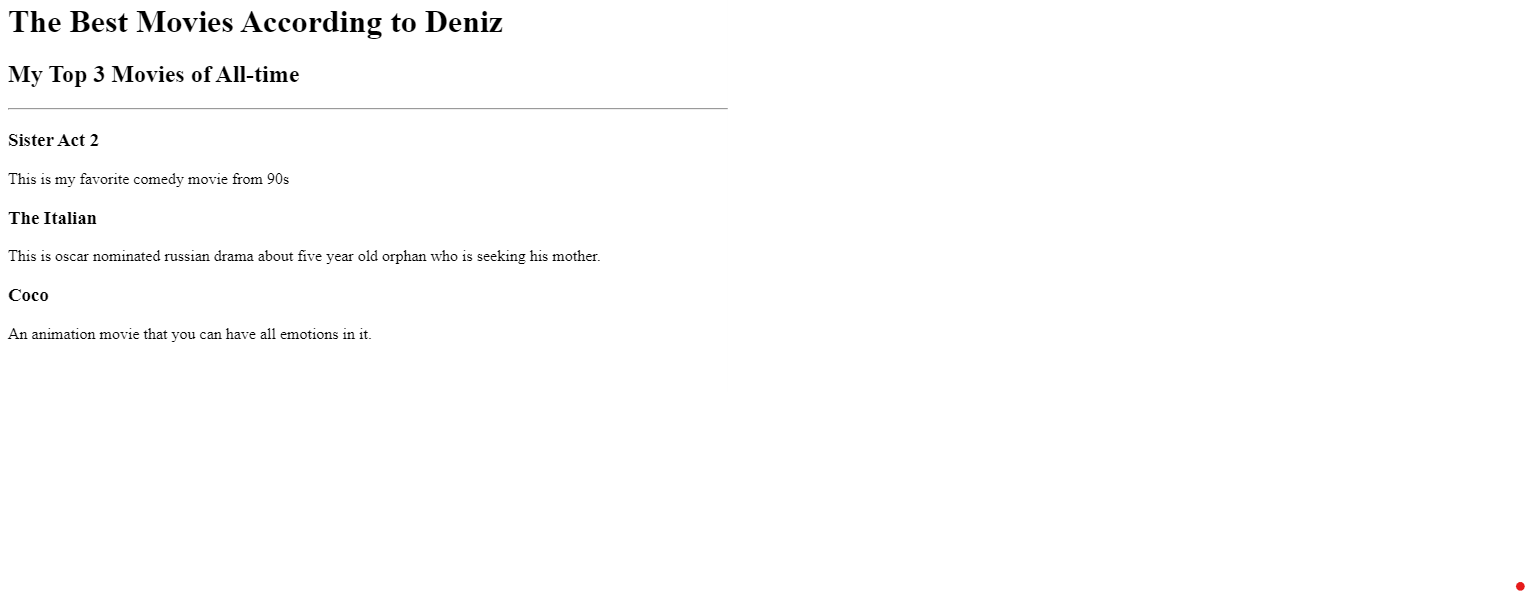 The Best Movies According to Deniz
My Top 3 Movies of All-time
Sister Act 2
This is my favorite comedy movie from 90s
The Italian
This is oscar nominated russian drama about five year old orphan who is seeking his mother.
Coco
An animation movie that you can have all emotions in it.